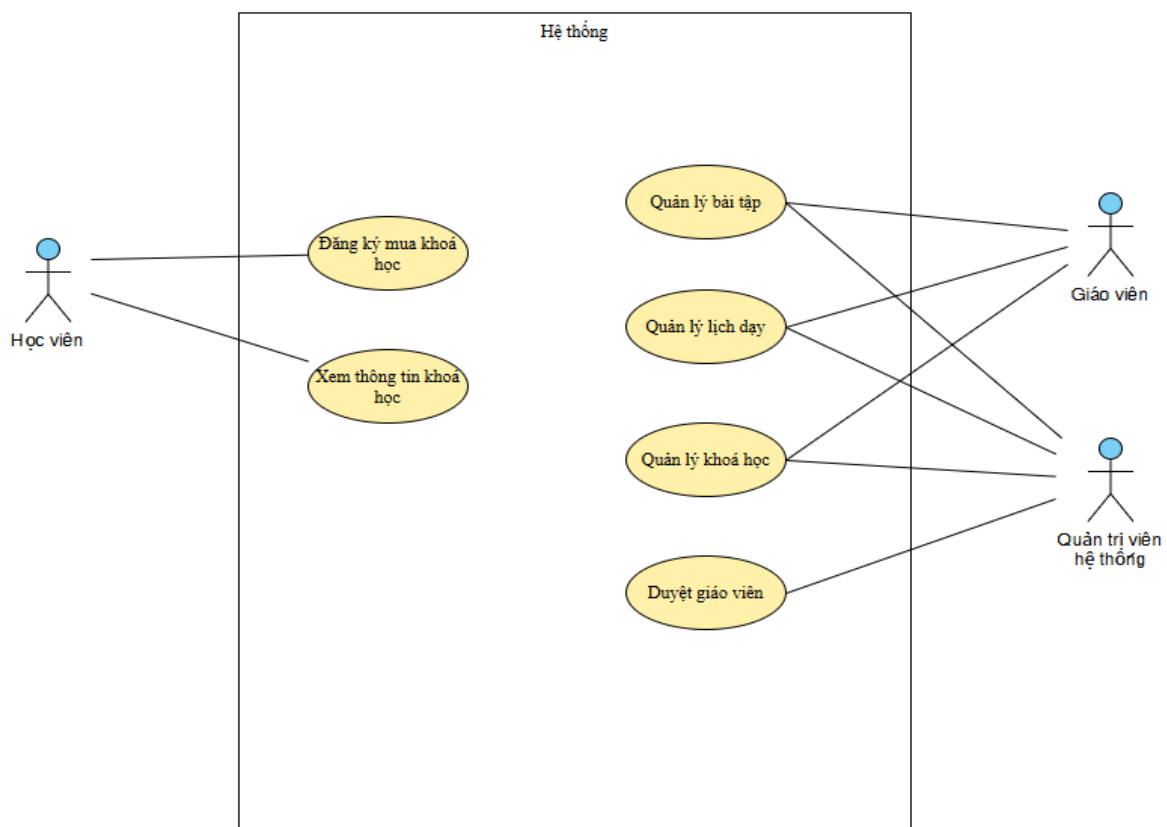 Hệ thống
Quản lý bài tập
Đăng ký mua khoá
học
Giáo viên
Quản lý lịch dạy
Học viên
Xem thông tin khoá
học
Quản lý khoá học
Quản trị viên
hệ thống
Duyệt giáo viên